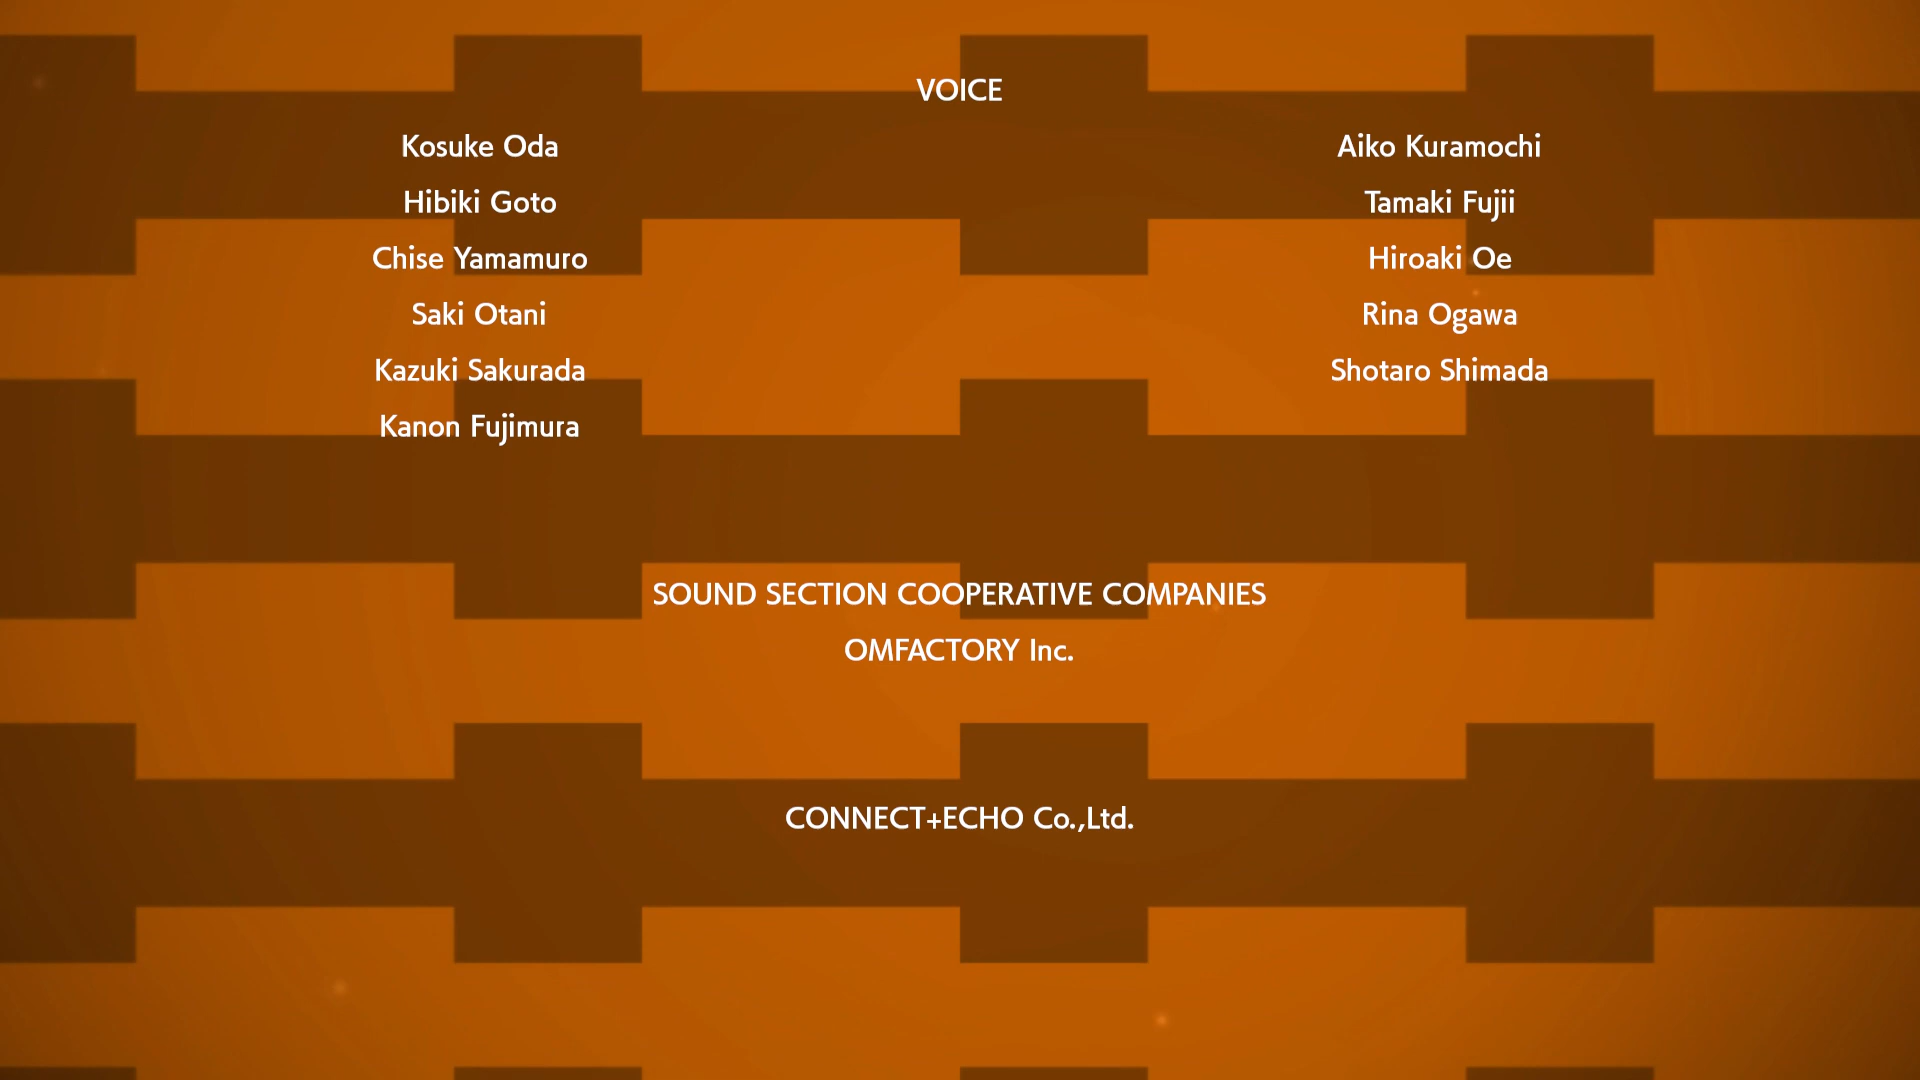 VOICE
Kosuke Oda
Aiko Kuramochi
Hibiki Goto
Tamaki Fujii
Chise Yamamuro
Hiroaki Oe
Saki Otani
Rina Ogawa
Kazuki Sakurada
Shotaro Shimada
Kanon Fujimura
SOUND SECTION COOPERATIVE COMPANIES
OMFACTORY Inc.
CONNECT+ECHO Co.,Ltd.